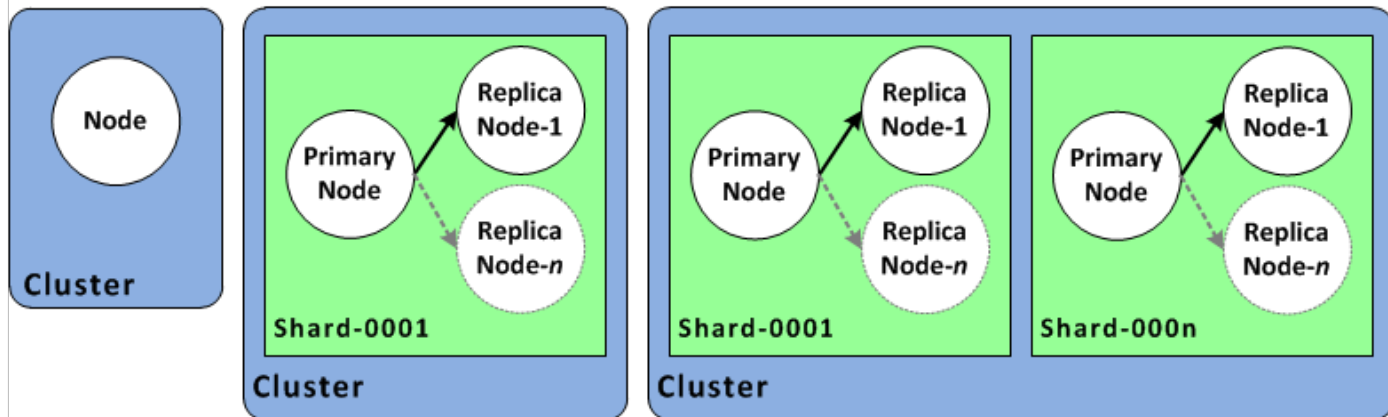 Node
Cluster
Primary
Node
Replica
Node-1
Replica
Node-n
Shard-0001
Cluster
Primary
Node
Replica
Node-1
Replica
Node-n
Shard-0001
Primary
Node
Replica
Node-1
Replica
Node-n
Shard-000n
Cluster